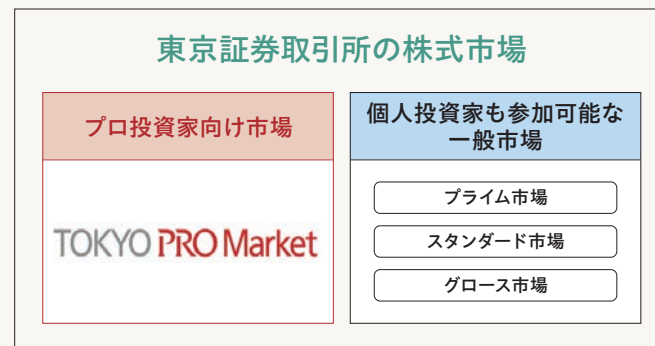 東京証券取引所の株式市場
プロ投資家向け市場
TOKYO PRO Market
個人投資家も参加可能な
一般市場
プライム市場
スタンダード市場
グロース市場